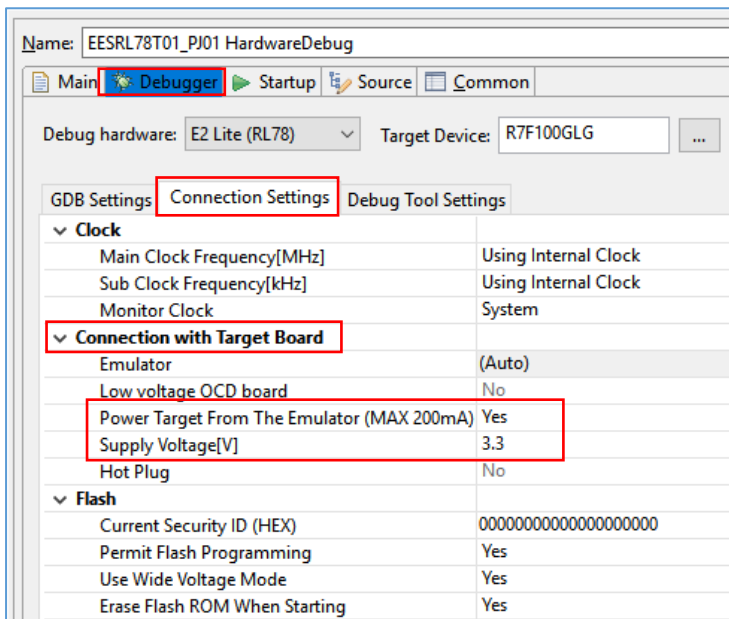 Name: EESRL78T01_PJ01 HardwareDebug
Main Debugger Startup Source Common
Debug hardware: E2 Lite (RL78) Target Device: R7F100GLG ...
GDB Settings Connection Settings Debug Tool Settings
Clock
Main Clock Frequency[MHz] Using Internal Clock
Sub Clock Frequency[kHz] Using Internal Clock
Monitor Clock System
Connection with Target Board
Emulator (Auto)
Low voltage OCD board No
Power Target From The Emulator (MAX 200mA) Yes
Supply Voltage[V] 3.3
Hot Plug No
Flash
Current Security ID (HEX) 00000000000000000000
Permit Flash Programming Yes
Use Wide Voltage Mode Yes
Erase Flash ROM When Starting Yes